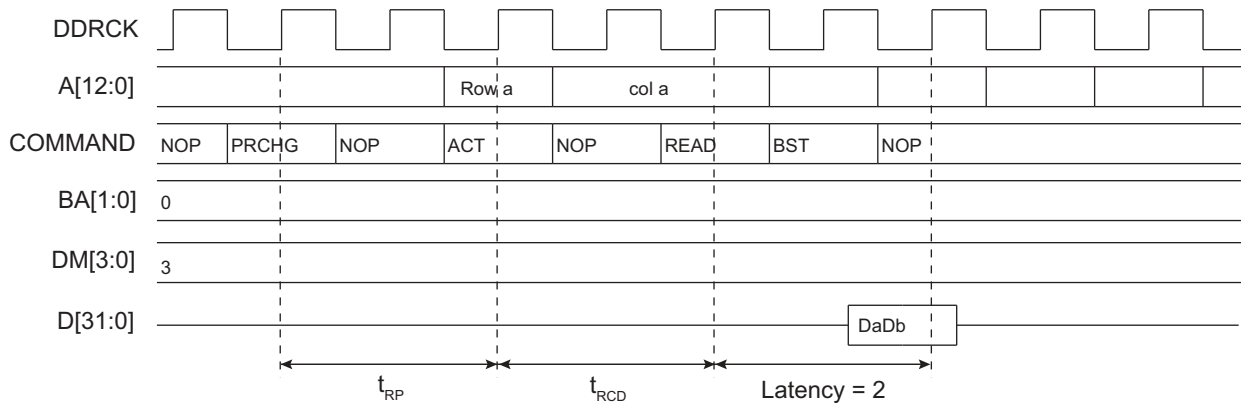 DDRCK
A[12:0] Row a col a
COMMAND NOP PRCHG NOP ACT NOP READ BST NOP
BA[1:0] 0
DM[3:0] 3
D[31:0] DaDb
tRP tRCD Latency = 2